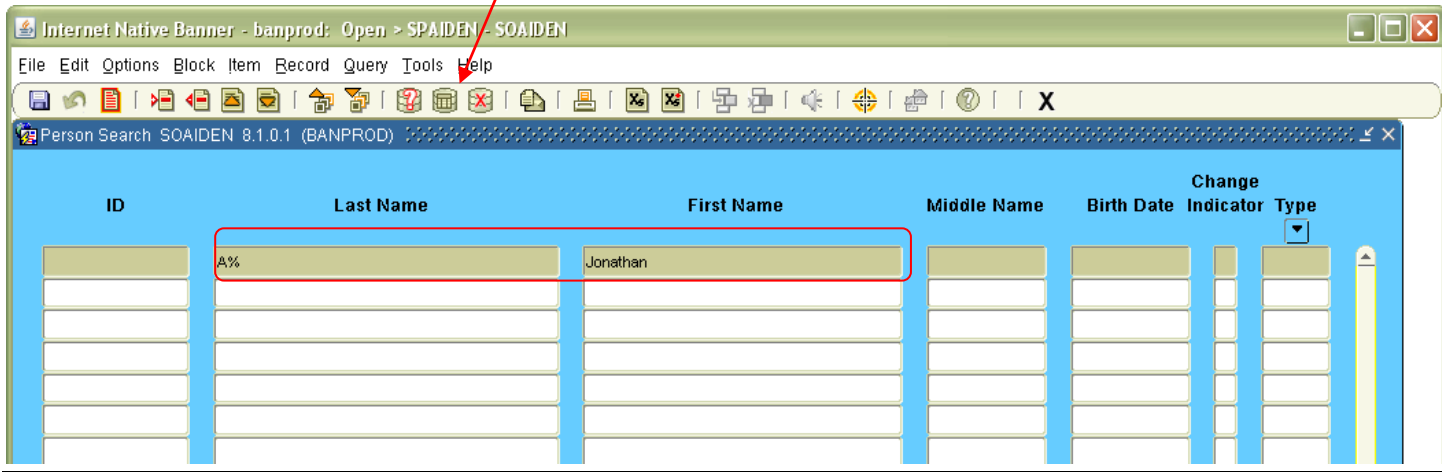 Internet Native Banner - banprod: Open > SPAIDEN - SOAIDEN
File Edit Options Block Item Record Query Tools Help
X
Person Search SOAIDEN 8.1.0.1 (BANPROD)
ID Last Name First Name Middle Name Birth Date Change Indicator Type
A% Jonathan